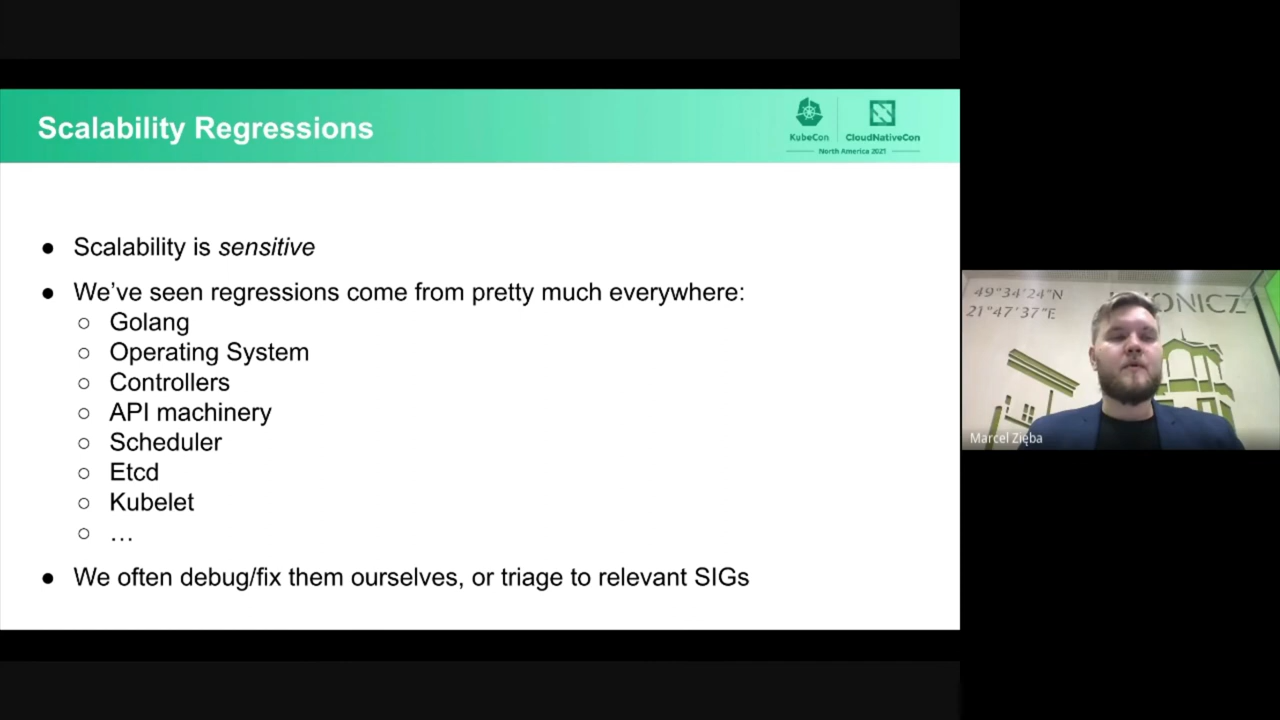 Scalability Regressions
KubeCon
CloudNativeCon
North America 2021
● Scalability is sensitive
● We've seen regressions come from pretty much everywhere:
○ Golang
○ Operating System
○ Controllers
○ API machinery
○ Scheduler
○ Etcd
○ Kubelet
○ …
● We often debug/fix them ourselves, or triage to relevant SIGs
49°34'24"N
21°47'37"E
Marcel Zięba